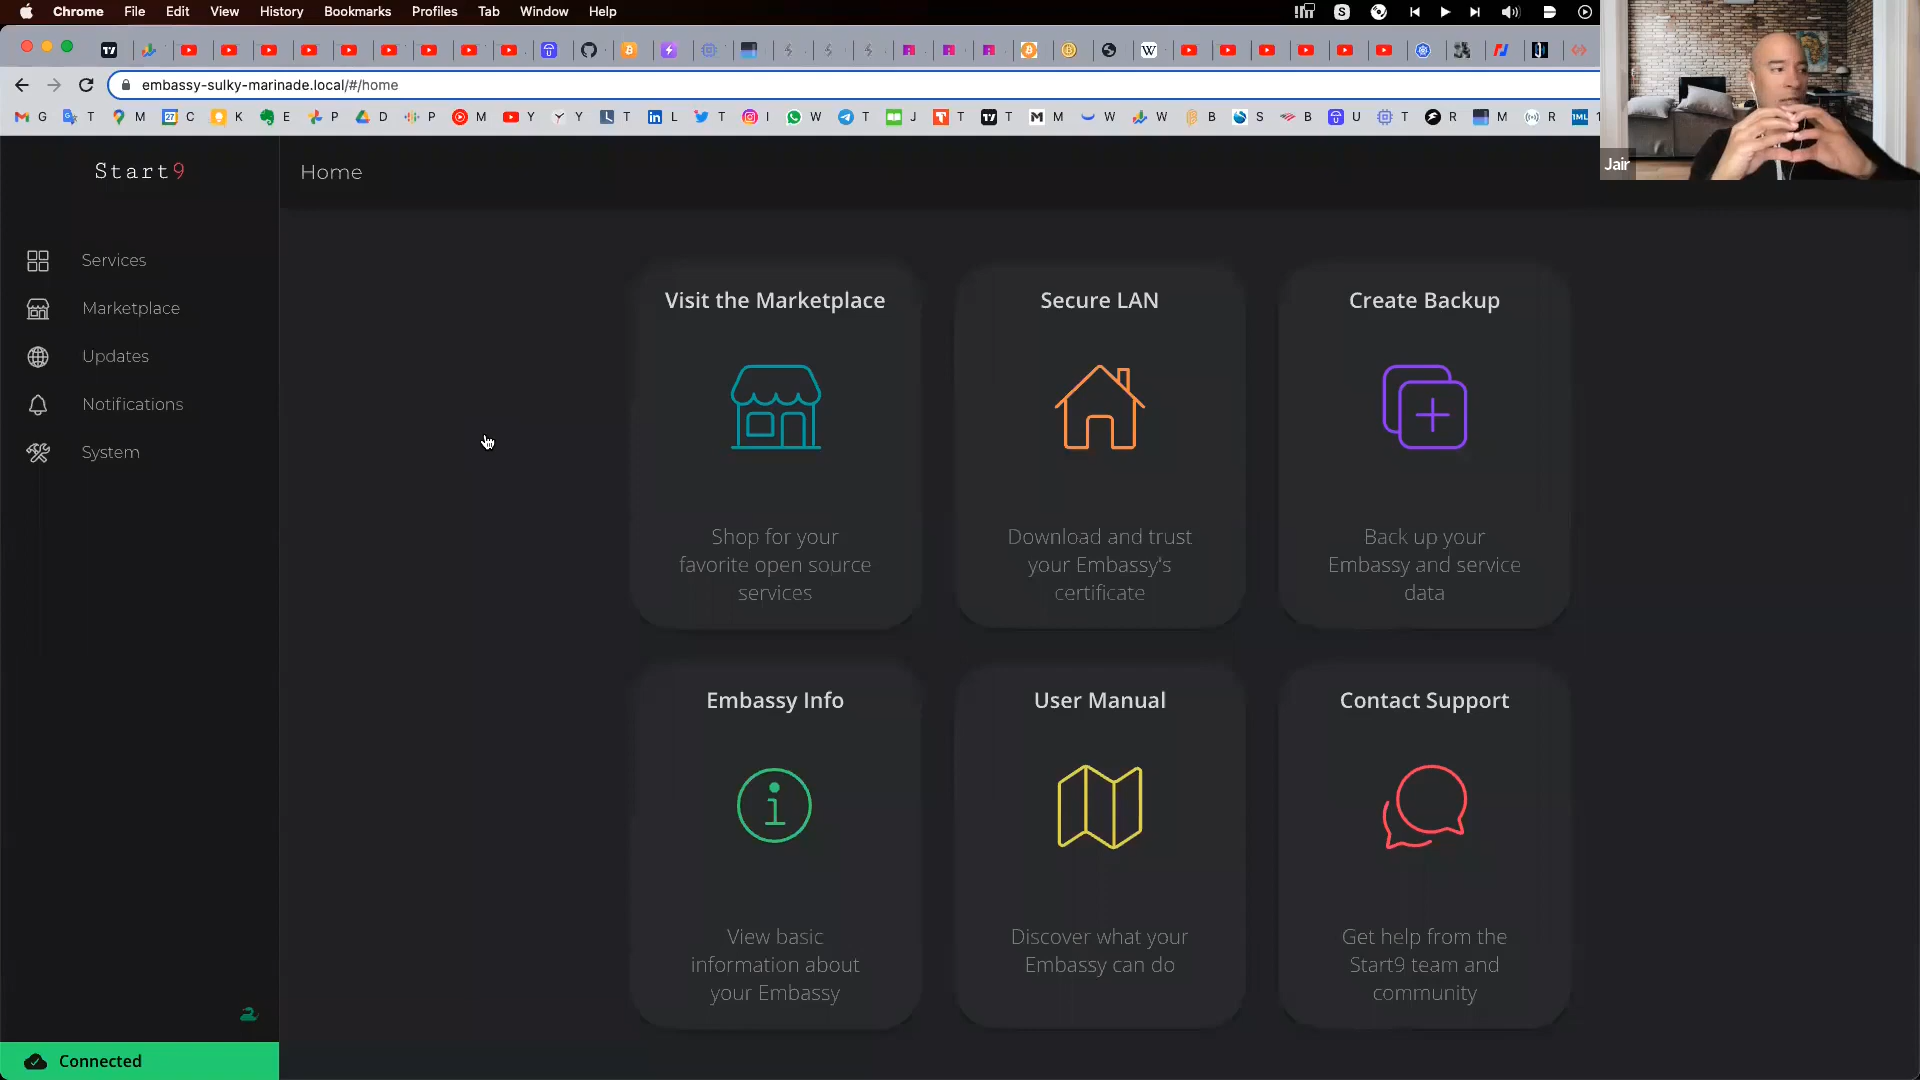 Chrome File Edit View History Bookmarks Profiles Tab Window Help
embassy-sulky-marinade.local/#/home
G T M C K E P D P M Y Y T L T I W T J T T M W W B S B U T R M R 1ML
Jair
Start9
Home
Services
Marketplace
Updates
Notifications
System
Visit the Marketplace
Shop for your
favorite open source
services
Secure LAN
Download and trust
your Embassy's
certificate
Create Backup
Back up your
Embassy and service
data
Embassy Info
View basic
information about
your Embassy
User Manual
Discover what your
Embassy can do
Contact Support
Get help from the
Start9 team and
community
Connected